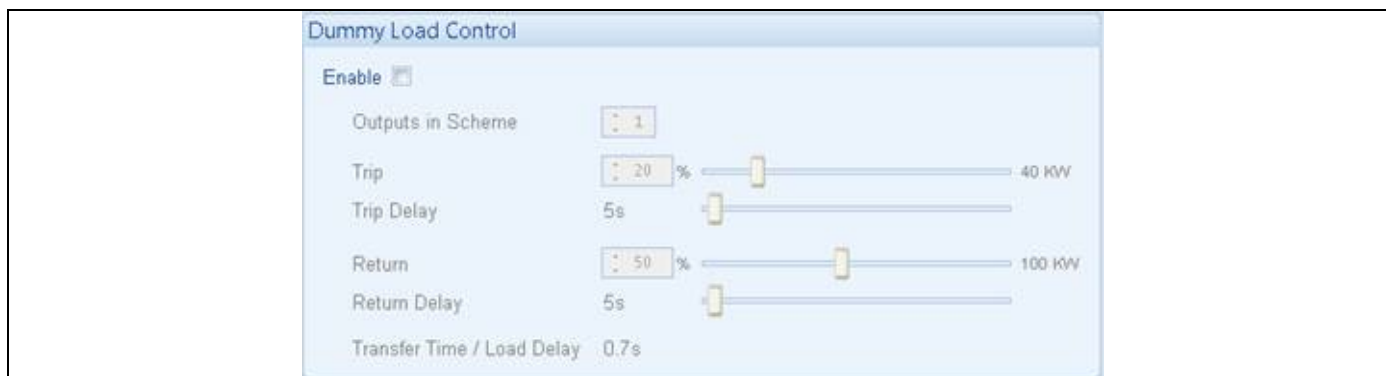 Dummy Load Control
Enable
Outputs in Scheme 1
Trip 20 % 40 KW
Trip Delay 5s
Return 50 % 100 KW
Return Delay 5s
Transfer Time / Load Delay 0.7s